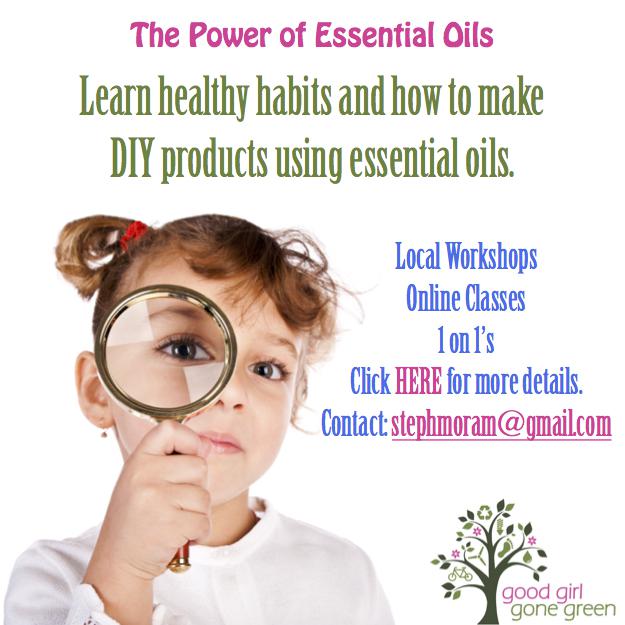 The Power of Essential Oils
Learn healthy habits and how to make
DIY products using essential oils.
Local Workshops
Online Classes
1 on 1's
Click HERE for more details.
Contact: stephmoram@gmail.com
good girl
gone green